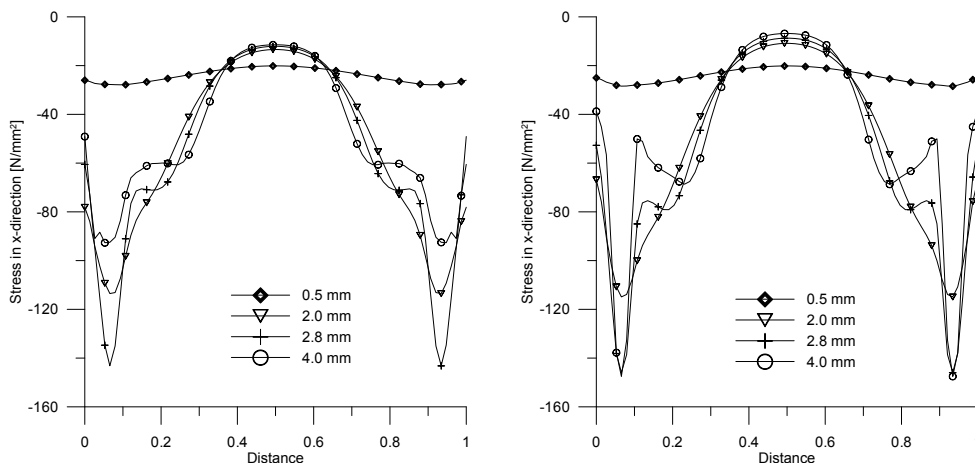 0
-40
-80
-120
-160
Stress in x-direction [N/mm²]
0.5 mm
2.0 mm
2.8 mm
4.0 mm
0 0.2 0.4 0.6 0.8 1
Distance
0
-40
-80
-120
-160
Stress in x-direction [N/mm²]
0.5 mm
2.0 mm
2.8 mm
4.0 mm
0 0.2 0.4 0.6 0.8
Distance